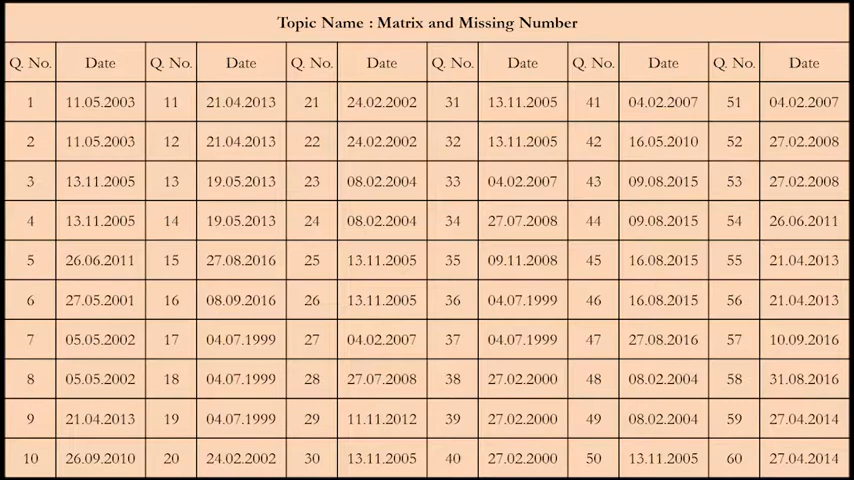 Topic Name : Matrix and Missing Number
Q. No. Date Q. No. Date Q. No. Date Q. No. Date Q. No. Date Q. No. Date
1 11.05.2003 11 21.04.2013 21 24.02.2002 31 13.11.2005 41 04.02.2007 51 04.02.2007
2 11.05.2003 12 21.04.2013 22 24.02.2002 32 13.11.2005 42 16.05.2010 52 27.02.2008
3 13.11.2005 13 19.05.2013 23 08.02.2004 33 04.02.2007 43 09.08.2015 53 27.02.2008
4 13.11.2005 14 19.05.2013 24 08.02.2004 34 27.07.2008 44 09.08.2015 54 26.06.2011
5 26.06.2011 15 27.08.2016 25 13.11.2005 35 09.11.2008 45 16.08.2015 55 21.04.2013
6 27.05.2001 16 08.09.2016 26 13.11.2005 36 04.07.1999 46 16.08.2015 56 21.04.2013
7 05.05.2002 17 04.07.1999 27 04.02.2007 37 04.07.1999 47 27.08.2016 57 10.09.2016
8 05.05.2002 18 04.07.1999 28 27.07.2008 38 27.02.2000 48 08.02.2004 58 31.08.2016
9 21.04.2013 19 04.07.1999 29 11.11.2012 39 27.02.2000 49 08.02.2004 59 27.04.2014
10 26.09.2010 20 24.02.2002 30 13.11.2005 40 27.02.2000 50 13.11.2005 60 27.04.2014